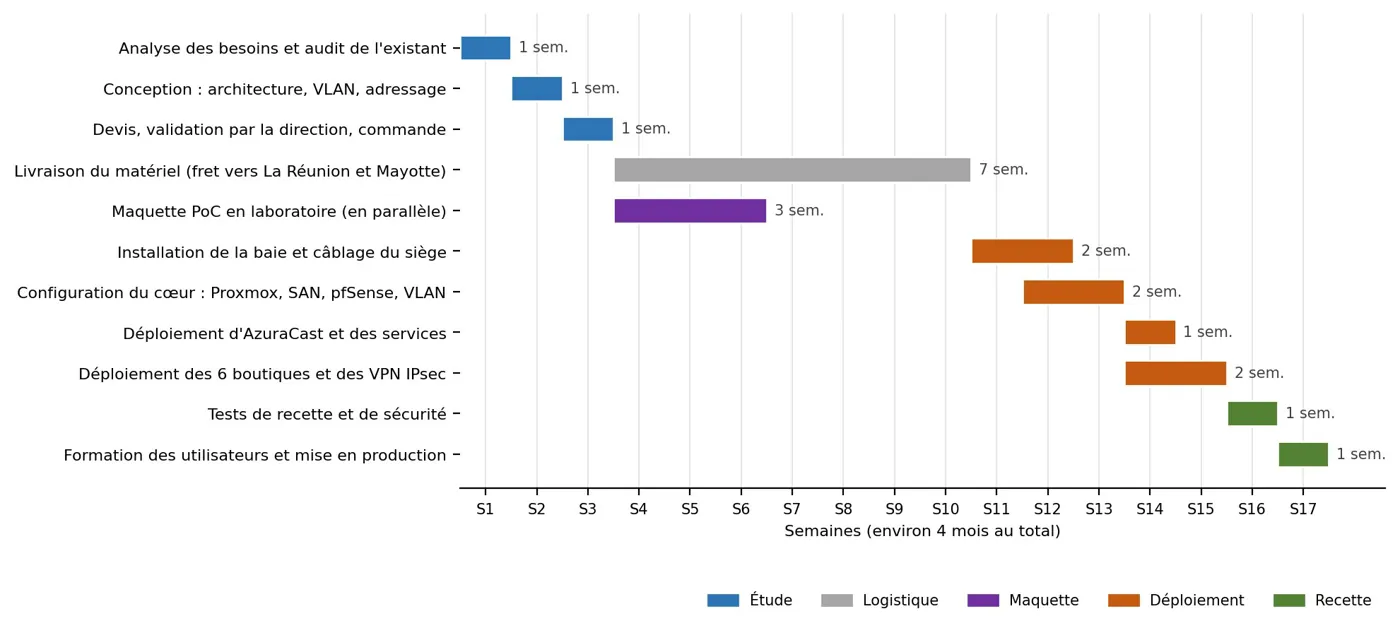 Analyse des besoins et audit de l'existant
1 sem.
Conception : architecture, VLAN, adressage
1 sem.
Devis, validation par la direction, commande
1 sem.
Livraison du matériel (fret vers La Réunion et Mayotte)
7 sem.
Maquette PoC en laboratoire (en parallèle)
3 sem.
Installation de la baie et câblage du siège
2 sem.
Configuration du cœur : Proxmox, SAN, pfSense, VLAN
2 sem.
Déploiement d'AzuraCast et des services
1 sem.
Déploiement des 6 boutiques et des VPN IPsec
2 sem.
Tests de recette et de sécurité
1 sem.
Formation des utilisateurs et mise en production
1 sem.
S1 S2 S3 S4 S5 S6 S7 S8 S9 S10 S11 S12 S13 S14 S15 S16 S17
Semaines (environ 4 mois au total)
Étude Logistique Maquette Déploiement Recette